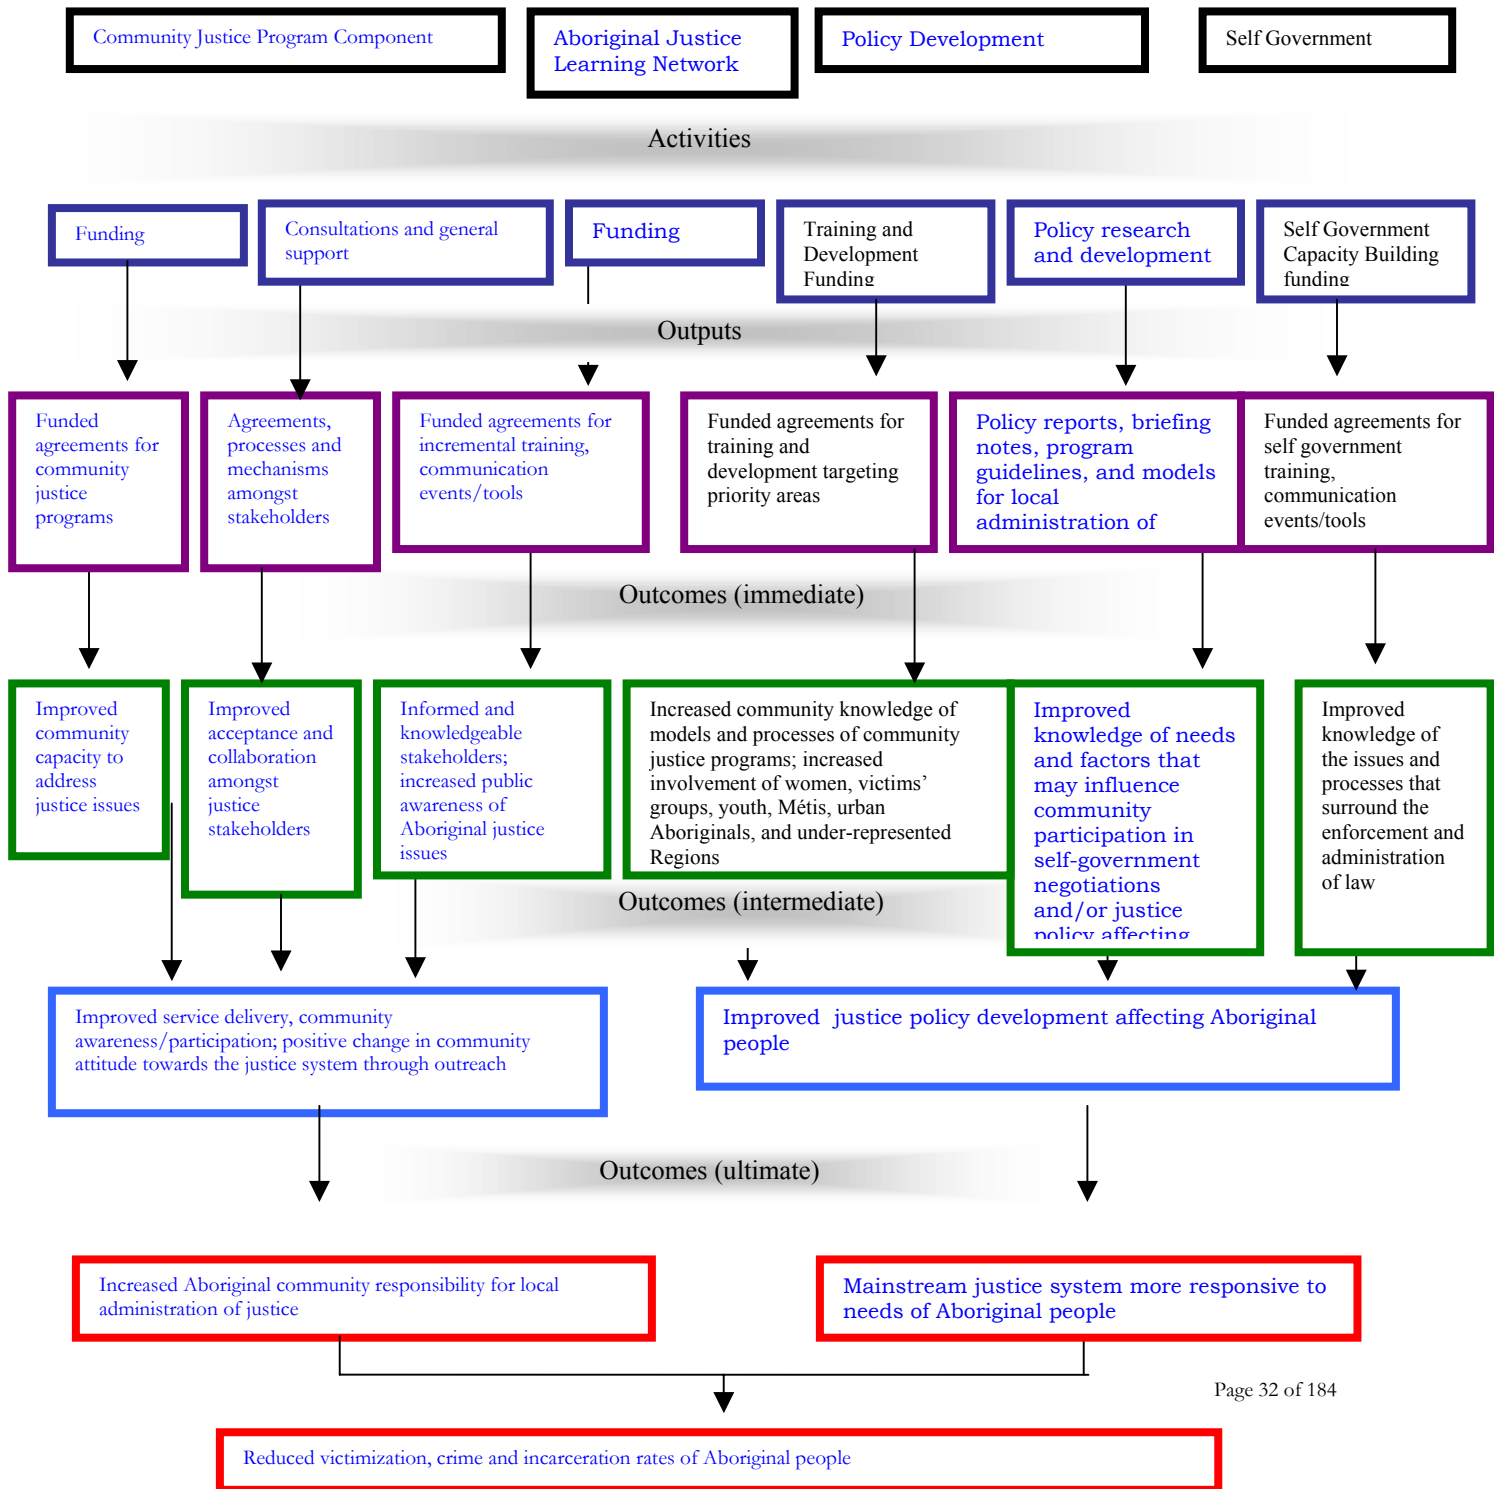 Community Justice Program Component
Aboriginal Justice
Learning Network
Policy Development
Self Government
Activities
Funding
Consultations and general
support
Funding
Training and
Development
Funding
Policy research
and development
Self Government
Capacity Building
funding
Outputs
Funded
agreements for
community
justice
programs
Agreements,
processes and
mechanisms
amongst
stakeholders
Funded agreements for
incremental training,
communication
events/tools
Funded agreements for
training and
development targeting
priority areas
Policy reports, briefing
notes, program
guidelines, and models
for local
administration of
Funded agreements for
self government
training,
communication
events/tools
Outcomes (immediate)
Improved
community
capacity to
address
justice issues
Improved
acceptance and
collaboration
amongst
justice
stakeholders
Informed and
knowledgeable
stakeholders;
increased public
awareness of
Aboriginal justice
issues
Increased community knowledge of
models and processes of community
justice programs; increased
involvement of women, victims’
groups, youth, Métis, urban
Aboriginals, and under-represented
Regions
Improved
knowledge of needs
and factors that
may influence
community
participation in
self-government
negotiations
and/or justice
policy affecting
Improved
knowledge of
the issues and
processes that
surround the
enforcement and
administration
of law
Outcomes (intermediate)
Improved service delivery, community
awareness/participation; positive change in community
attitude towards the justice system through outreach
Improved justice policy development affecting Aboriginal
people
Outcomes (ultimate)
Increased Aboriginal community responsibility for local
administration of justice
Mainstream justice system more responsive to
needs of Aboriginal people
Page 32 of 184
Reduced victimization, crime and incarceration rates of Aboriginal people